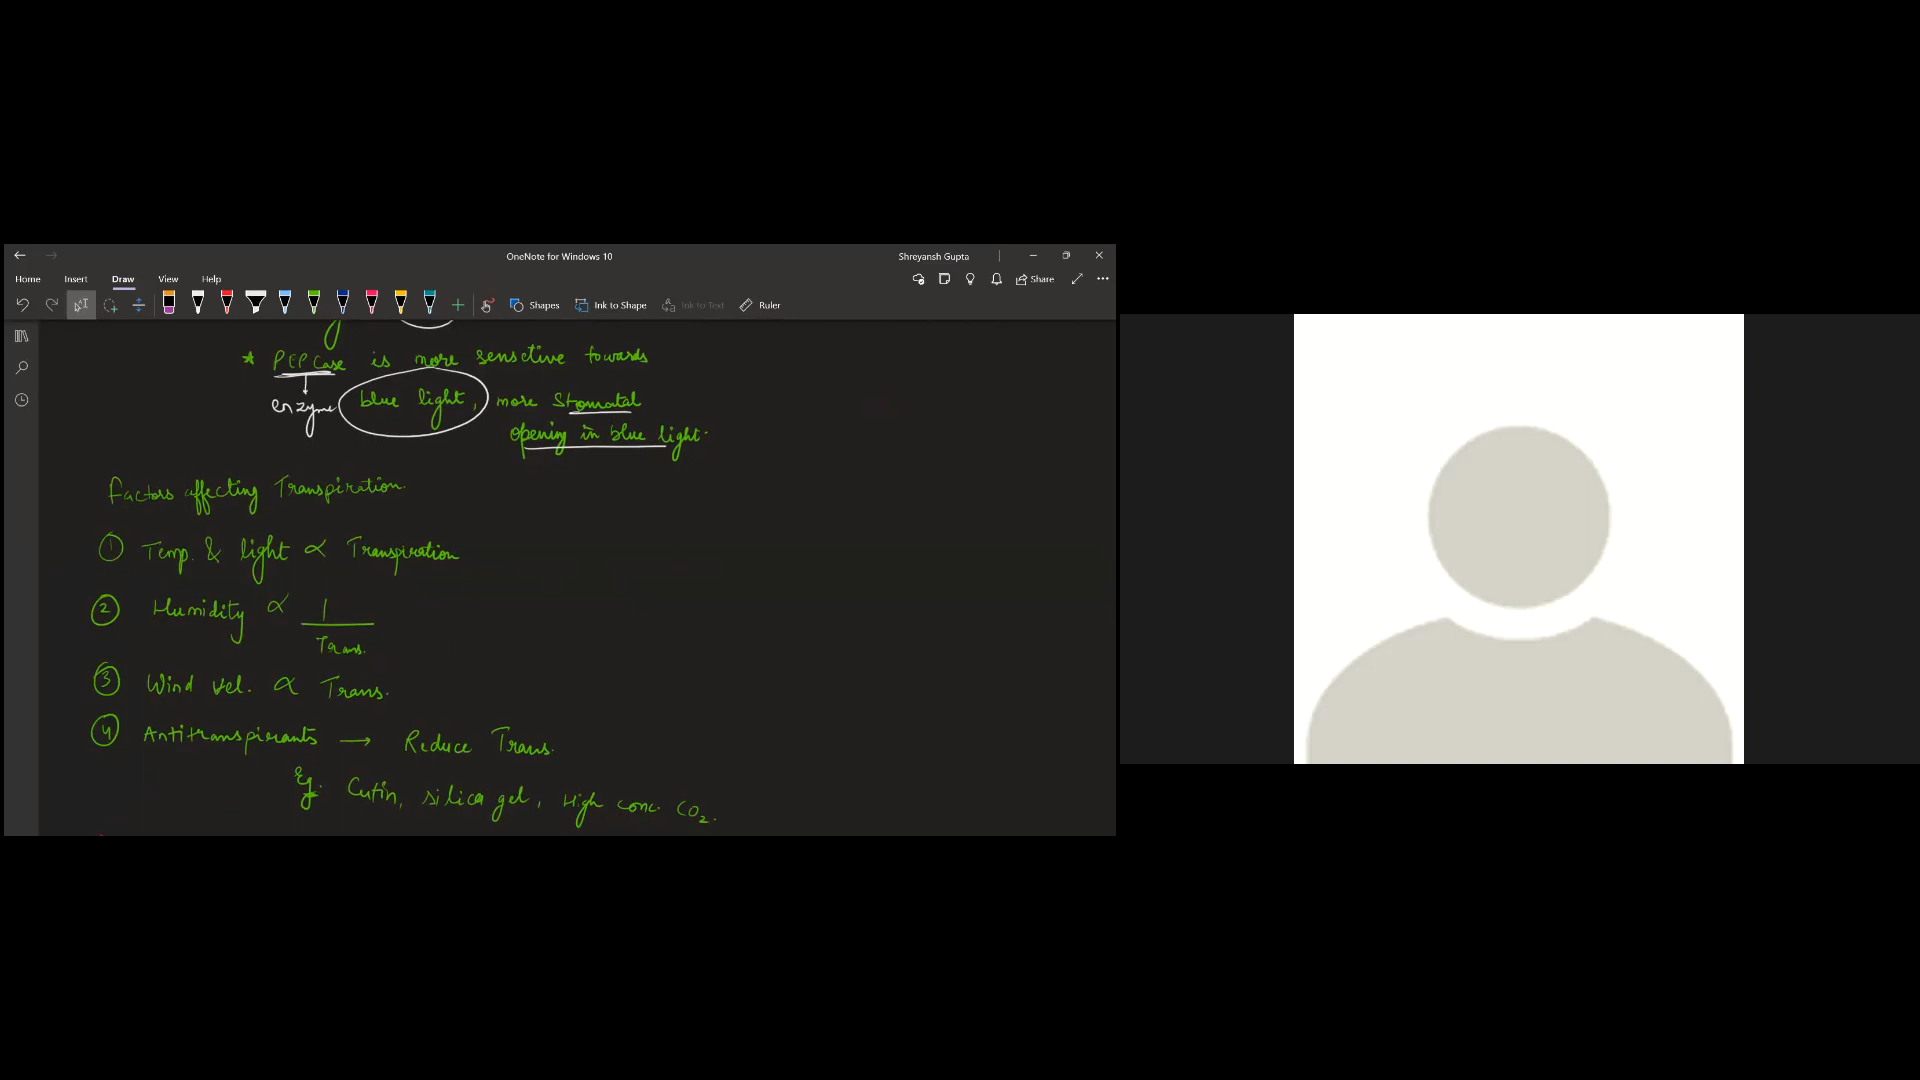 OneNote for Windows 10
Shreyansh Gupta
Home Insert Draw View Help
Share
Shapes Ink to Shape Ink to Text Ruler
* PEPCase is more sensitive towards
enzyme blue light, more stomatal
opening in blue light.
Factors affecting Transpiration.
① Temp. & light ∝ Transpiration
② Humidity ∝ 1
Trans.
③ Wind vel. ∝ Trans.
④ Antitranspirants → Reduce Trans.
Eg. Cutin, silica gel, High conc. CO₂.